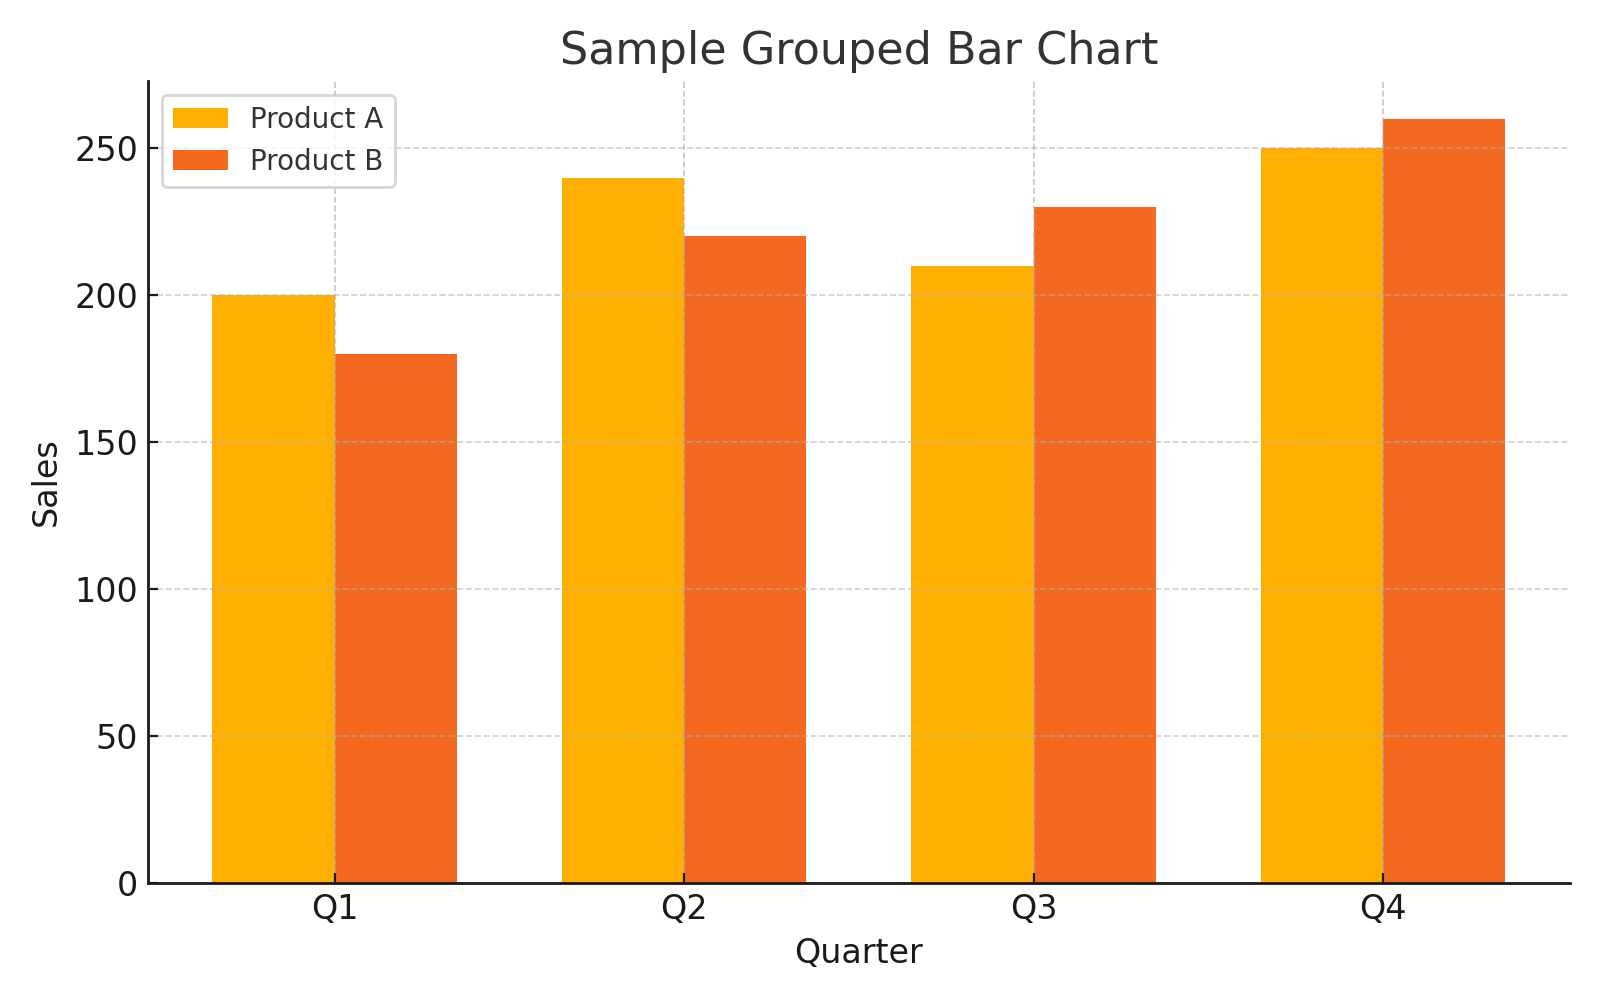 Sample Grouped Bar Chart
Product A
Product B
250
200
150
100
50
0
Sales
Q1 Q2 Q3 Q4
Quarter